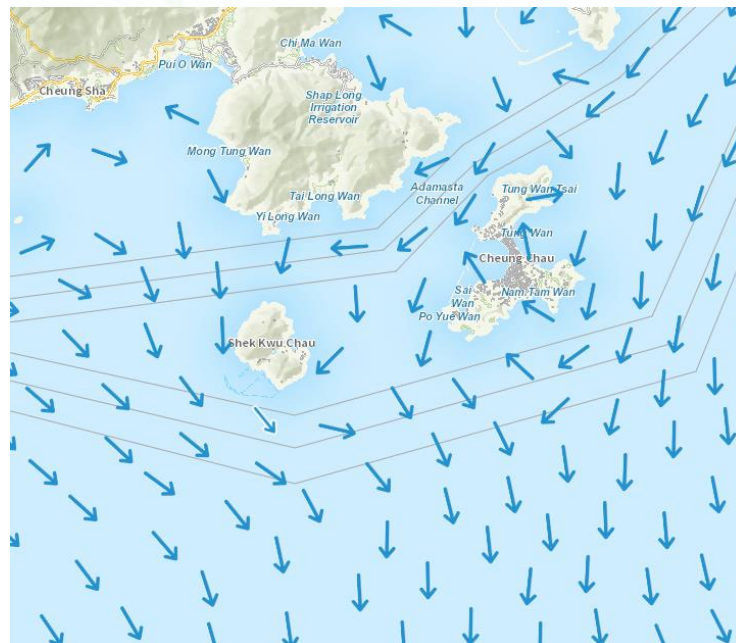 Chi Ma Wan
Pui O Wan
Cheung Sha
Shap Long
Irrigation
Reservoir
Mong Tung Wan
Tai Long Wan
Adamasta
Channel
Tung Wan Tsai
Yi Long Wan
Tung Wan
Cheung Chau
Sai
Wan
Nam Tam Wan
Po Yue Wan
Shek Kwu Chau